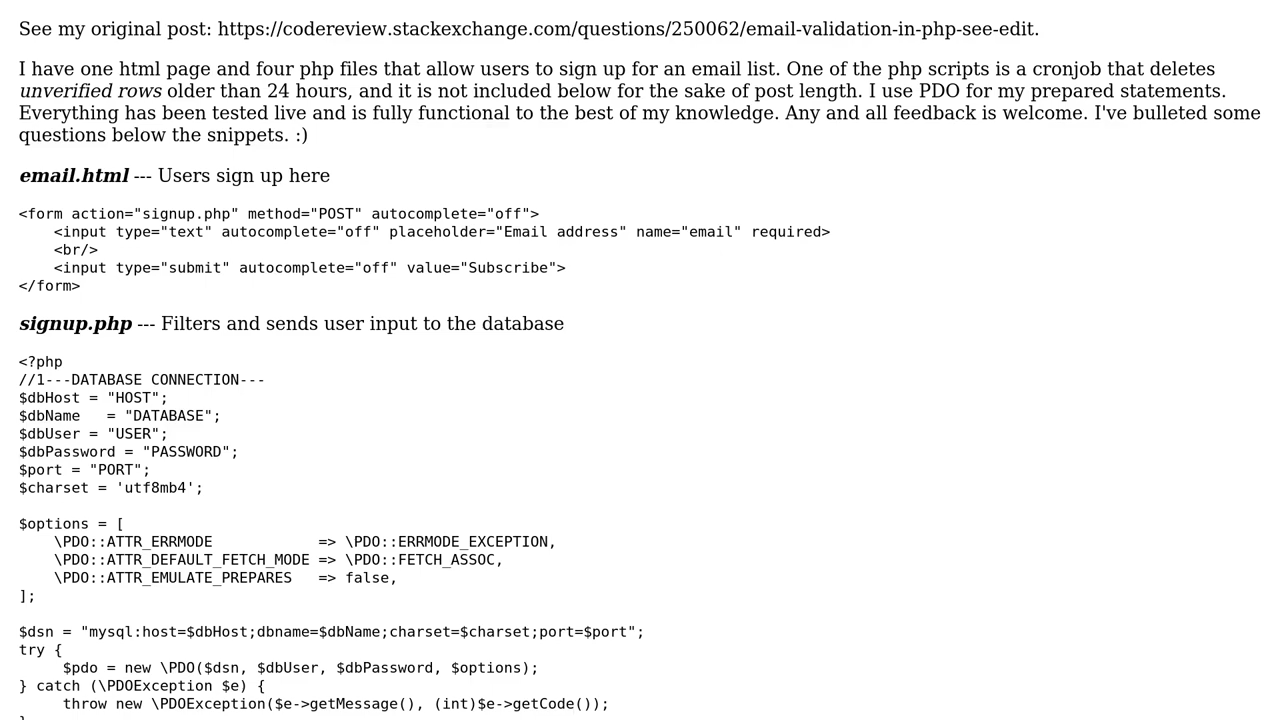 See my original post: https://codereview.stackexchange.com/questions/250062/email-validation-in-php-see-edit.
I have one html page and four php files that allow users to sign up for an email list. One of the php scripts is a cronjob that deletes
unverified rows older than 24 hours, and it is not included below for the sake of post length. I use PDO for my prepared statements.
Everything has been tested live and is fully functional to the best of my knowledge. Any and all feedback is welcome. I've bulleted some
questions below the snippets. :)
email.html --- Users sign up here
<form action="signup.php" method="POST" autocomplete="off">
    <input type="text" autocomplete="off" placeholder="Email address" name="email" required>
    <br/>
    <input type="submit" autocomplete="off" value="Subscribe">
</form>
signup.php --- Filters and sends user input to the database
<?php
//1---DATABASE CONNECTION---
$dbHost = "HOST";
$dbName   = "DATABASE";
$dbUser = "USER";
$dbPassword = "PASSWORD";
$port = "PORT";
$charset = 'utf8mb4';
$options = [
    \PDO::ATTR_ERRMODE            => \PDO::ERRMODE_EXCEPTION,
    \PDO::ATTR_DEFAULT_FETCH_MODE => \PDO::FETCH_ASSOC,
    \PDO::ATTR_EMULATE_PREPARES   => false,
];
$dsn = "mysql:host=$dbHost;dbname=$dbName;charset=$charset;port=$port";
try {
     $pdo = new \PDO($dsn, $dbUser, $dbPassword, $options);
} catch (\PDOException $e) {
     throw new \PDOException($e->getMessage(), (int)$e->getCode());
}